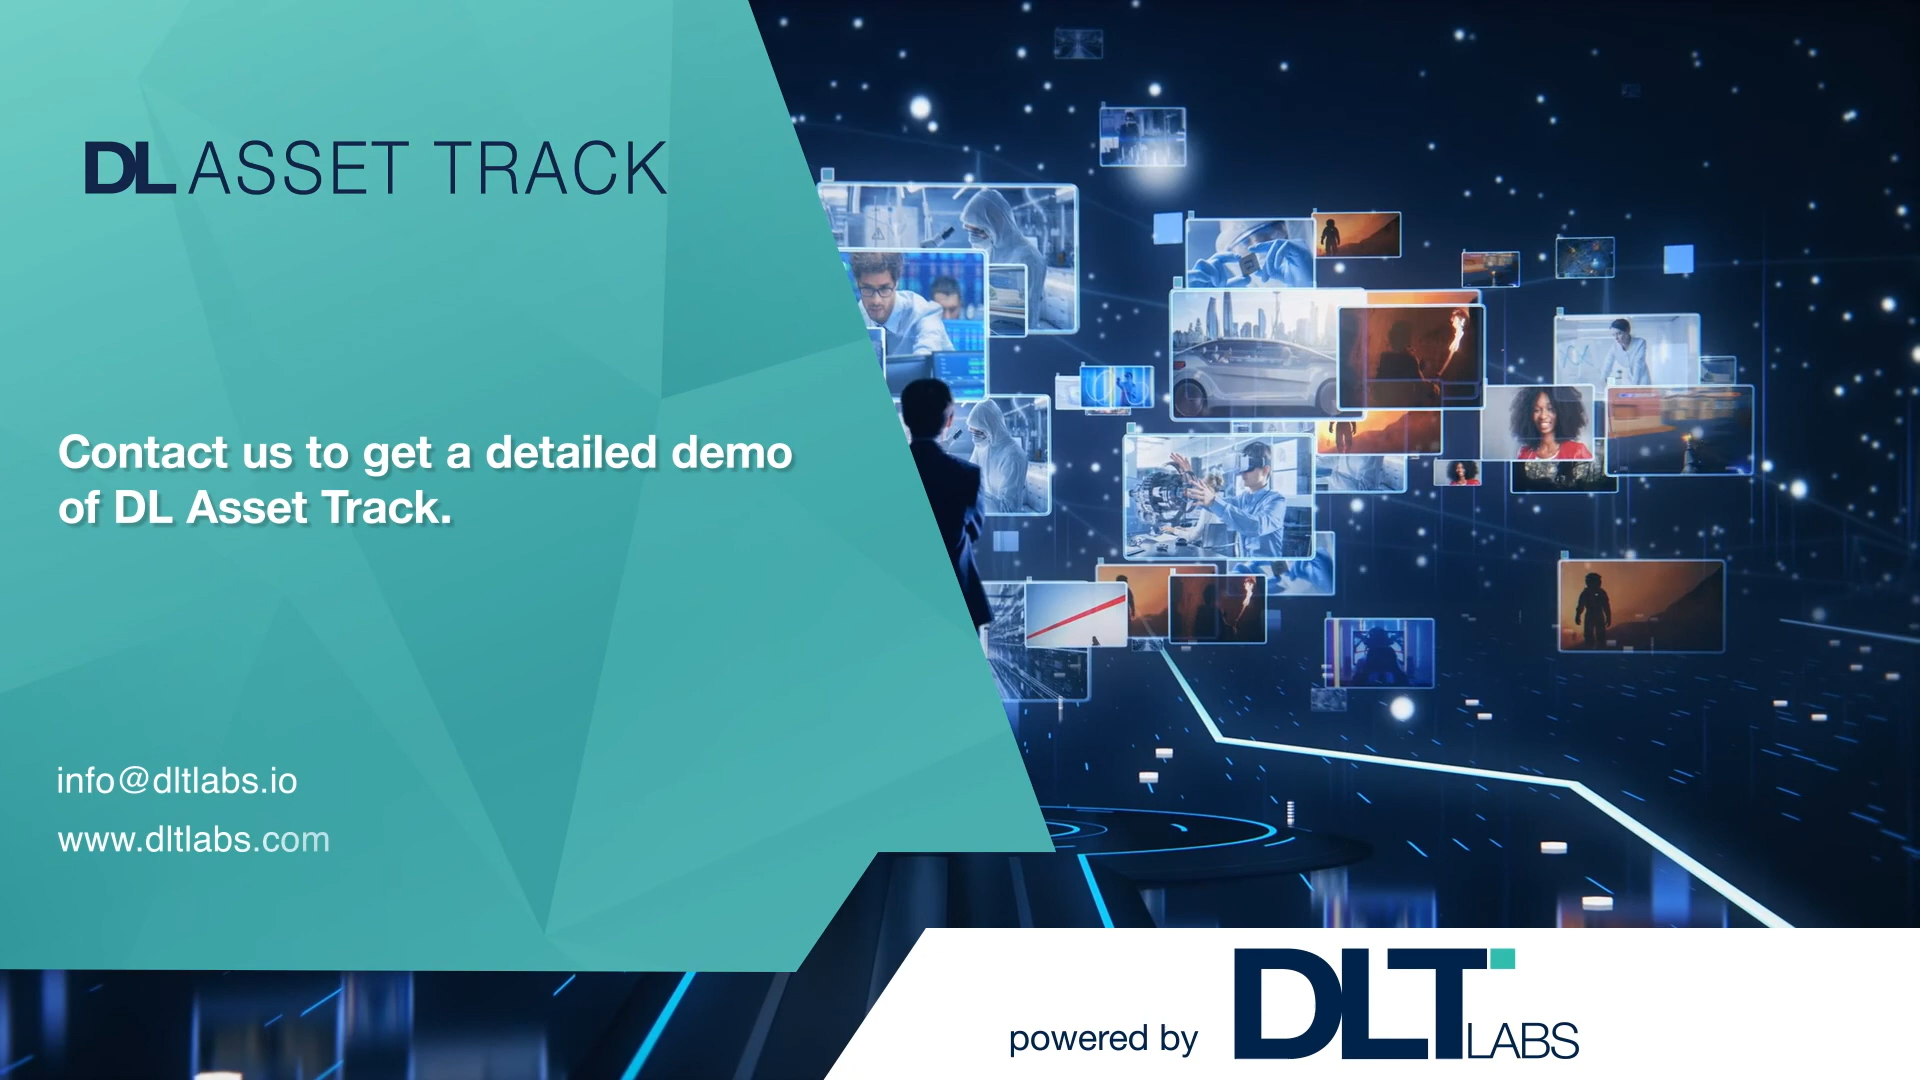 DL ASSET TRACK
Contact us to get a detailed demo
of DL Asset Track.
info@dltlabs.io
www.dltlabs.com
powered by DLT LABS